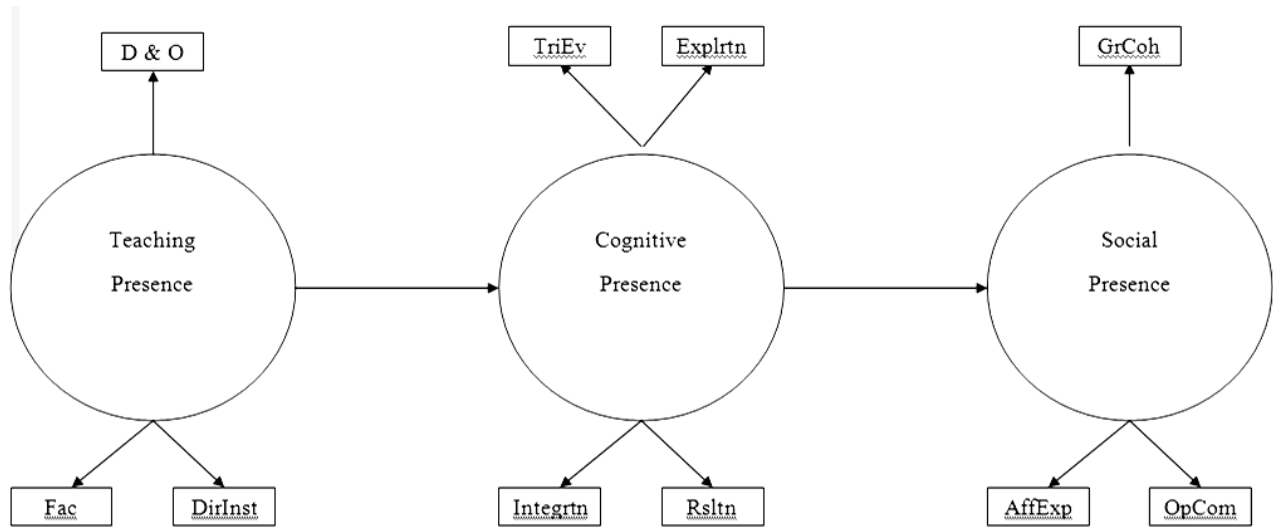 D & O
TriEv
Explrtn
GrCoh
Teaching
Presence
Cognitive
Presence
Social
Presence
Fac
DirInst
Integrtn
Rsltn
AffExp
OpCom